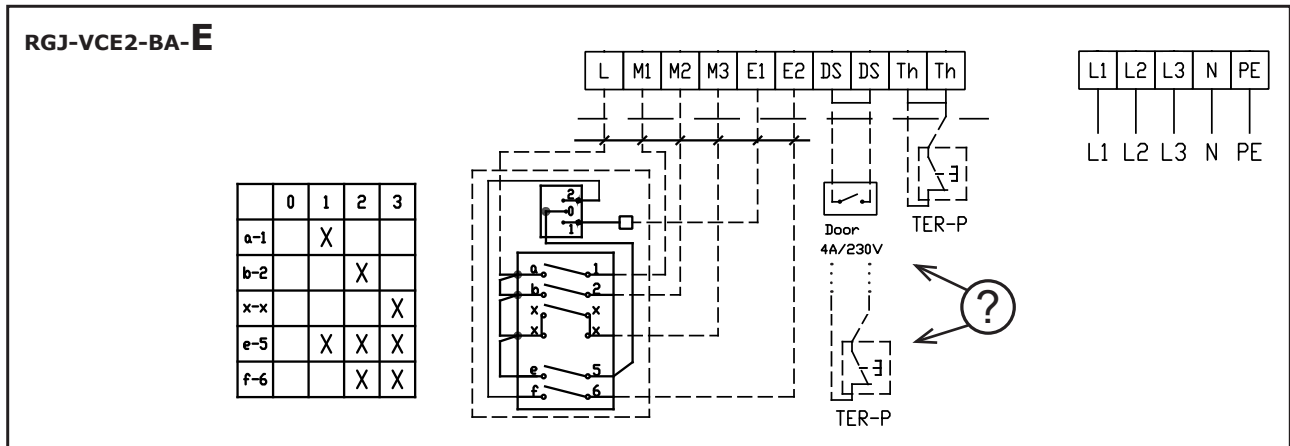 RGJ-VCE2-BA-E
L M1 M2 M3 E1 E2 DS DS Th Th
L1 L2 L3 N PE
L1 L2 L3 N PE
0 1 2 3
a-1 X
b-2 X
x-x X
e-5 X X X
f-6 X X
2
0
1
a 1
b 2
x x
x x
e 5
f 6
Door
4A/230V
TER-P
?
TER-P